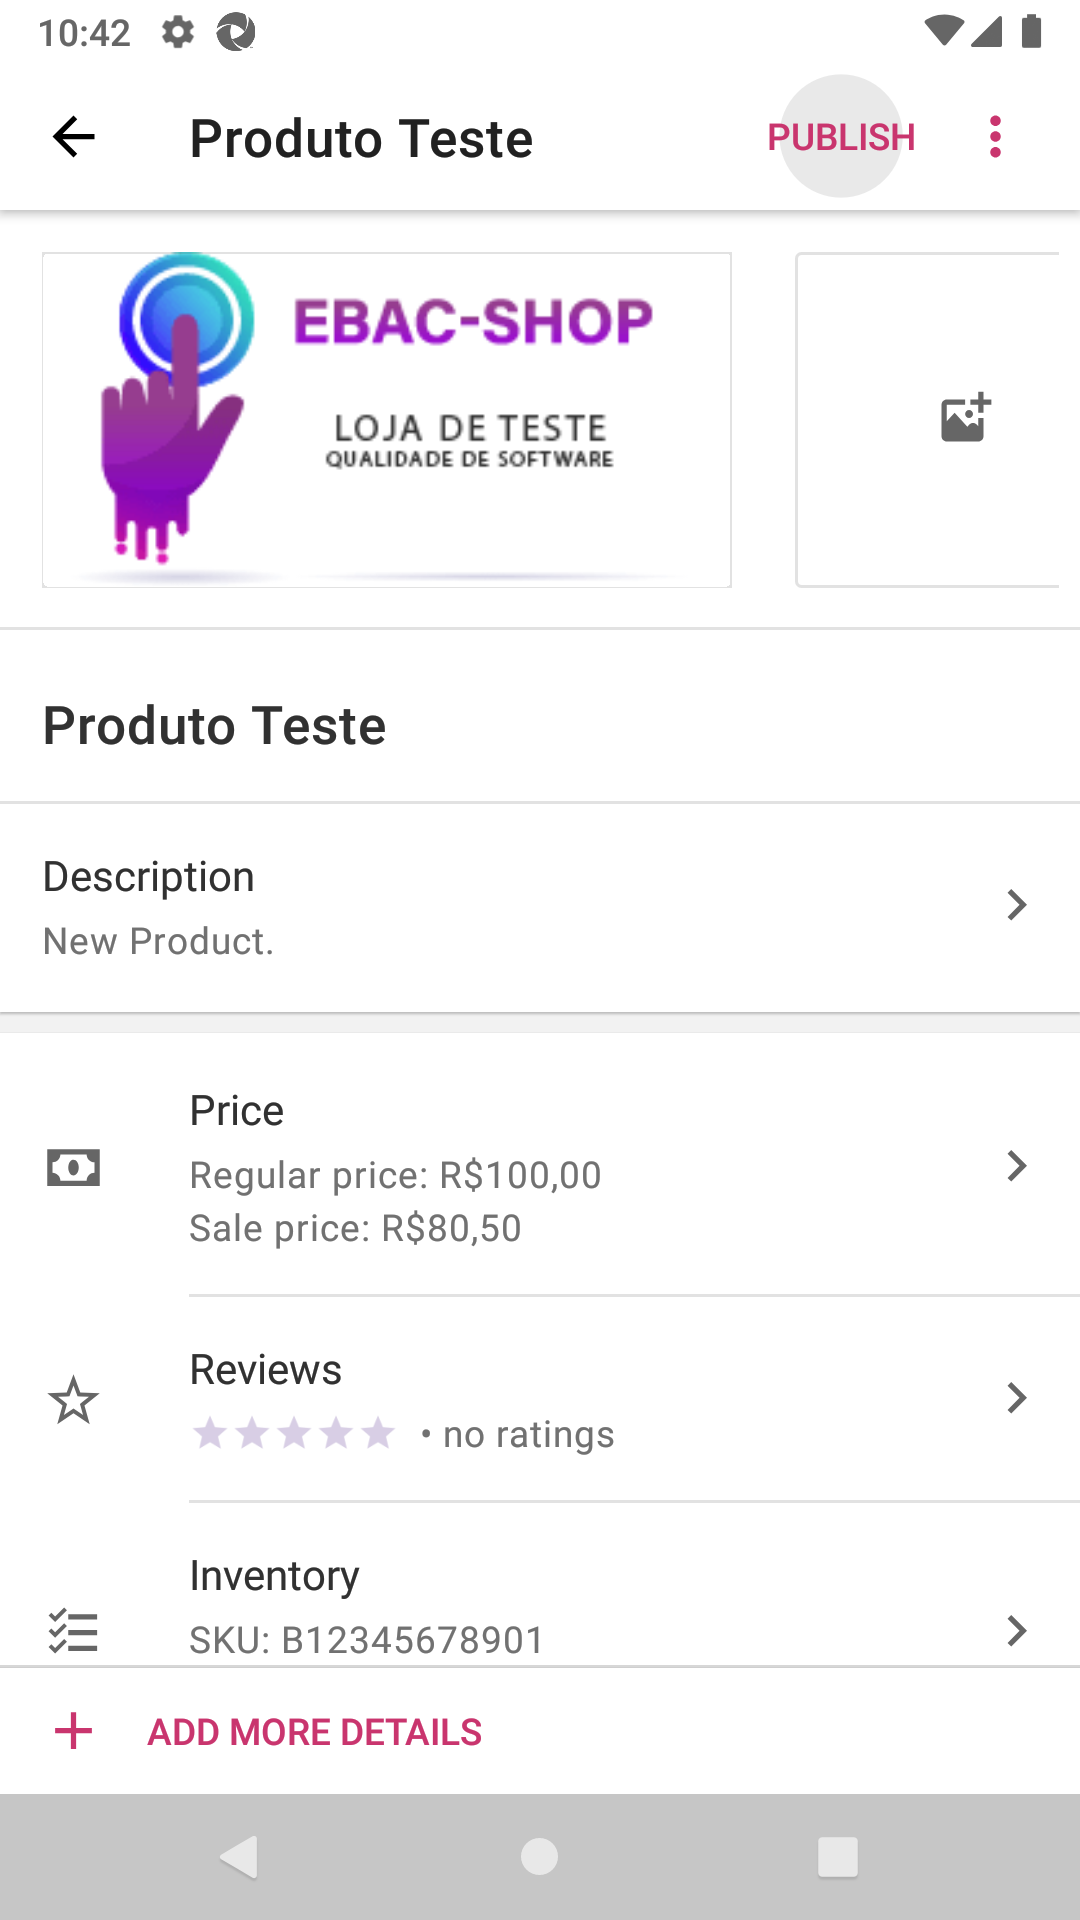 10:42
Produto Teste
PUBLISH
EBAC-SHOP
LOJA DE TESTE
QUALIDADE DE SOFTWARE
Produto Teste
Description
New Product.
Price
Regular price: R$100,00
Sale price: R$80,50
Reviews
• no ratings
Inventory
SKU: B12345678901
ADD MORE DETAILS